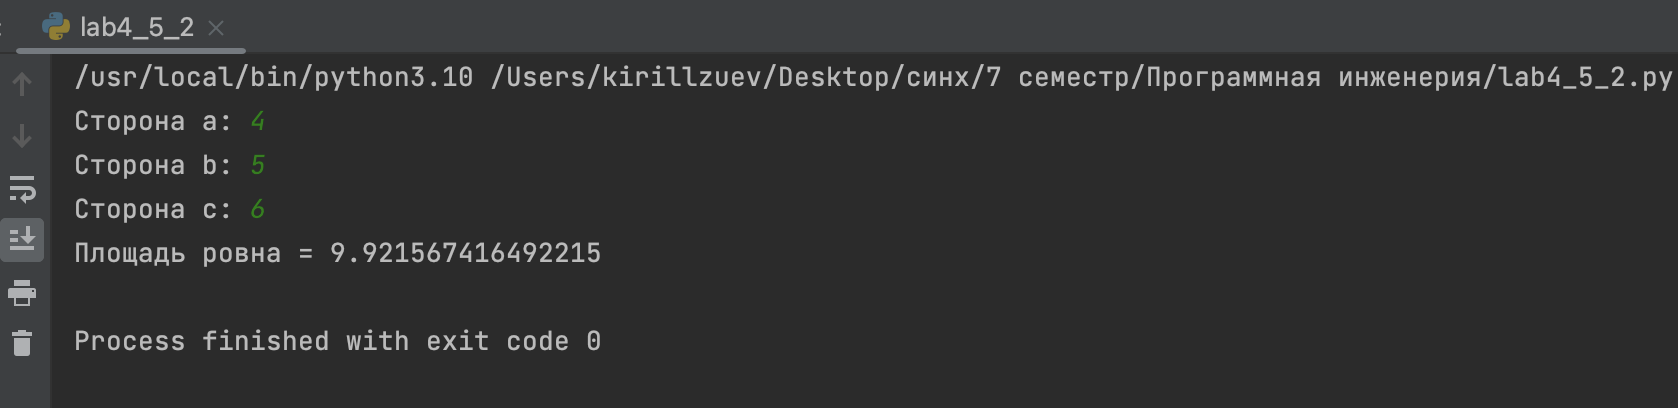 lab4_5_2
/usr/local/bin/python3.10 /Users/kirillzuev/Desktop/синх/7 семестр/Программная инженерия/lab4_5_2.py
Сторона a: 4
Сторона b: 5
Сторона c: 6
Площадь ровна = 9.921567416492215
Process finished with exit code 0